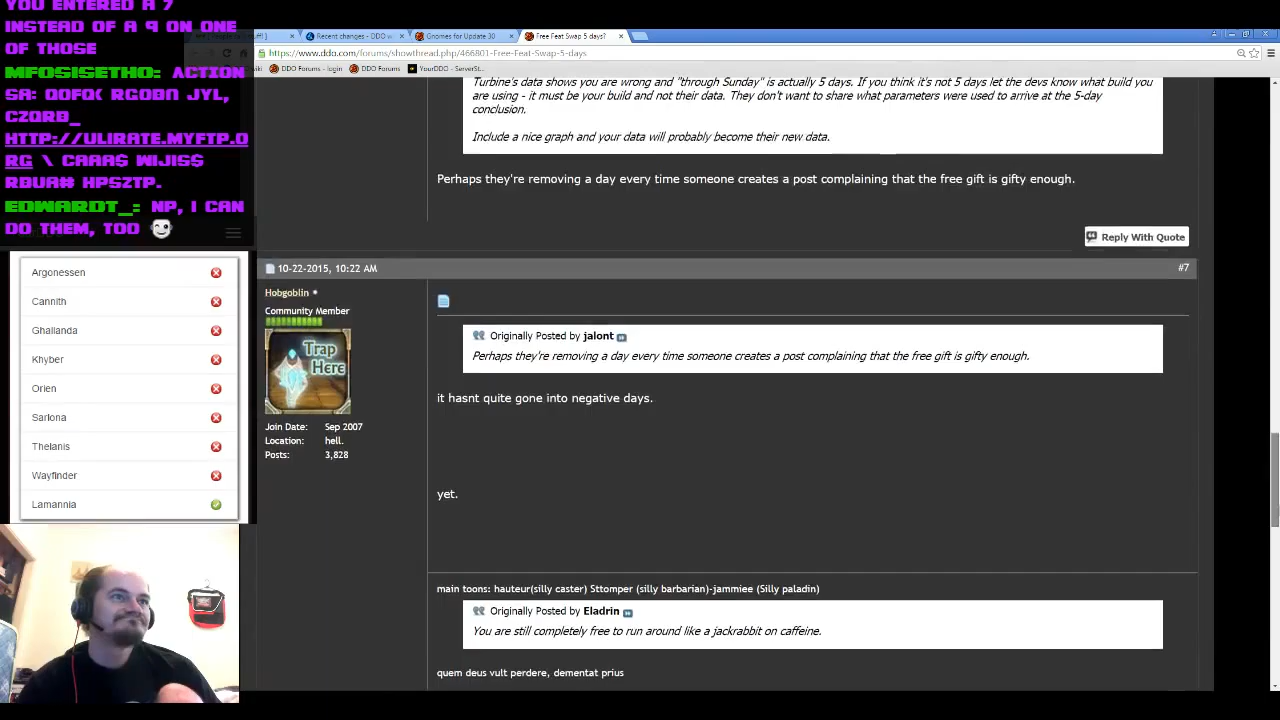 YOU ENTERED A 7
INSTEAD OF A 9 ON ONE
OF THOSE
MFOSISETHO: ACTION
HTTP://ULIRATE.MYFTP.O
RG \ CAAA$ WIJIS$
RBUA# HPSZTP.
EDWARDT_: NP, I CAN
DO THEM, TOO
Argonessen
Cannith
Ghallanda
Khyber
Orien
Sarlona
Thelanis
Wayfinder
Lamannia
Recent changes - DDO w
Gnomes for Update 30
Free Feat Swap 5 days?
https://www.ddo.com/forums/showthread.php/466801-Free-Feat-Swap-5-days
DDO Forums - login
DDO Forums
YourDDO - ServerSt
Turbine's data shows you are wrong and "through Sunday" is actually 5 days. If you think it's not 5 days let the devs know what build you
are using - it must be your build and not their data. They don't want to share what parameters were used to arrive at the 5-day
conclusion.
Include a nice graph and your data will probably become their new data.
Perhaps they're removing a day every time someone creates a post complaining that the free gift is gifty enough.
Reply With Quote
10-22-2015, 10:22 AM
#7
Hobgoblin
Community Member
Trap
Here
Join Date: Sep 2007
Location: hell.
Posts: 3,828
Originally Posted by jalont
Perhaps they're removing a day every time someone creates a post complaining that the free gift is gifty enough.
it hasnt quite gone into negative days.
yet.
main toons: hauteur(silly caster) Sttomper (silly barbarian)-jammiee (Silly paladin)
Originally Posted by Eladrin
You are still completely free to run around like a jackrabbit on caffeine.
quem deus vult perdere, dementat prius